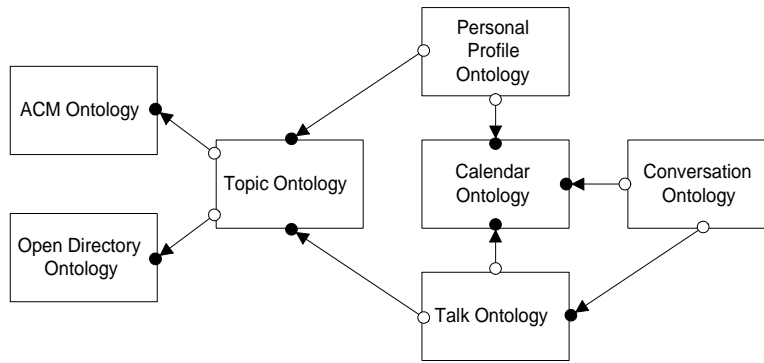 Personal
Profile
Ontology
ACM Ontology
Topic Ontology
Calendar
Ontology
Conversation
Ontology
Open Directory
Ontology
Talk Ontology